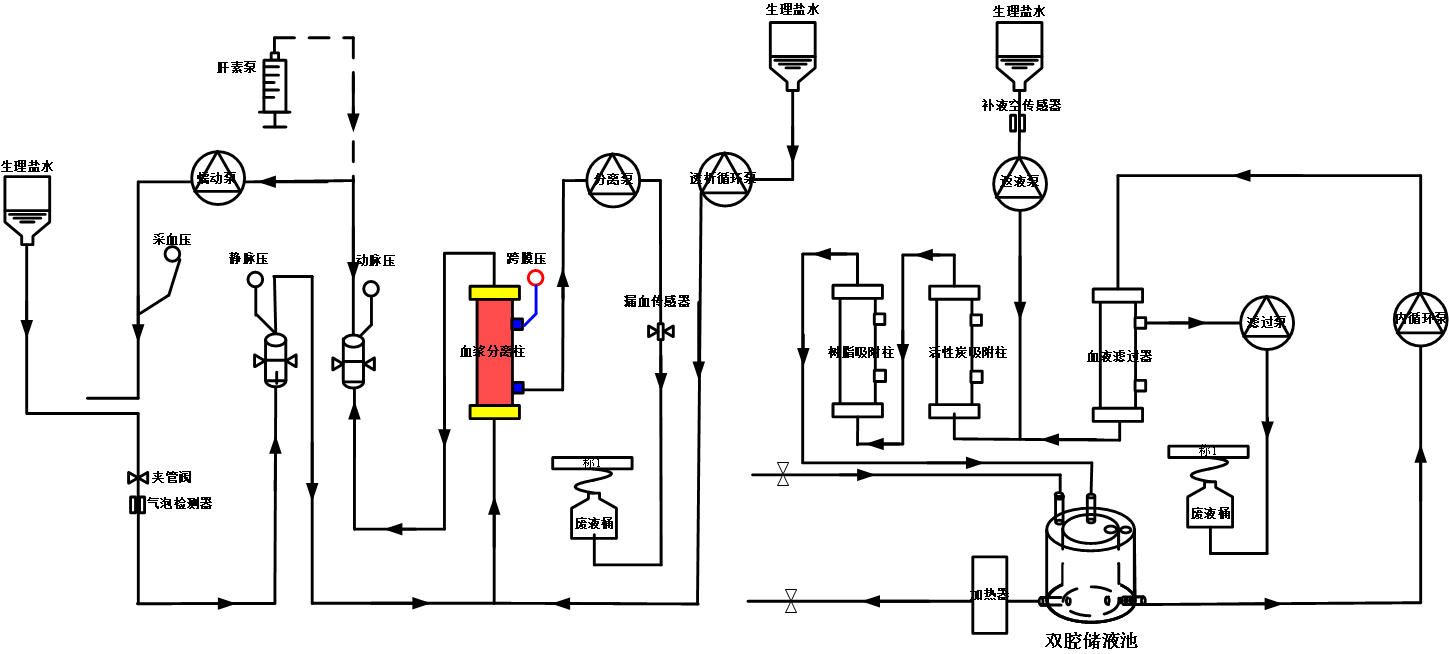 生理盐水
生理盐水
肝素泵
补液空传感器
生理盐水
蠕动泵
分离泵
透析循环泵
返液泵
采血压
静脉压
动脉压
跨膜压
漏血传感器
内循环泵
滤过泵
血浆分离柱
树脂吸附柱
活性炭吸附柱
血液滤过器
称1
称1
夹管阀
气泡检测器
废液桶
废液桶
加热器
双腔储液池